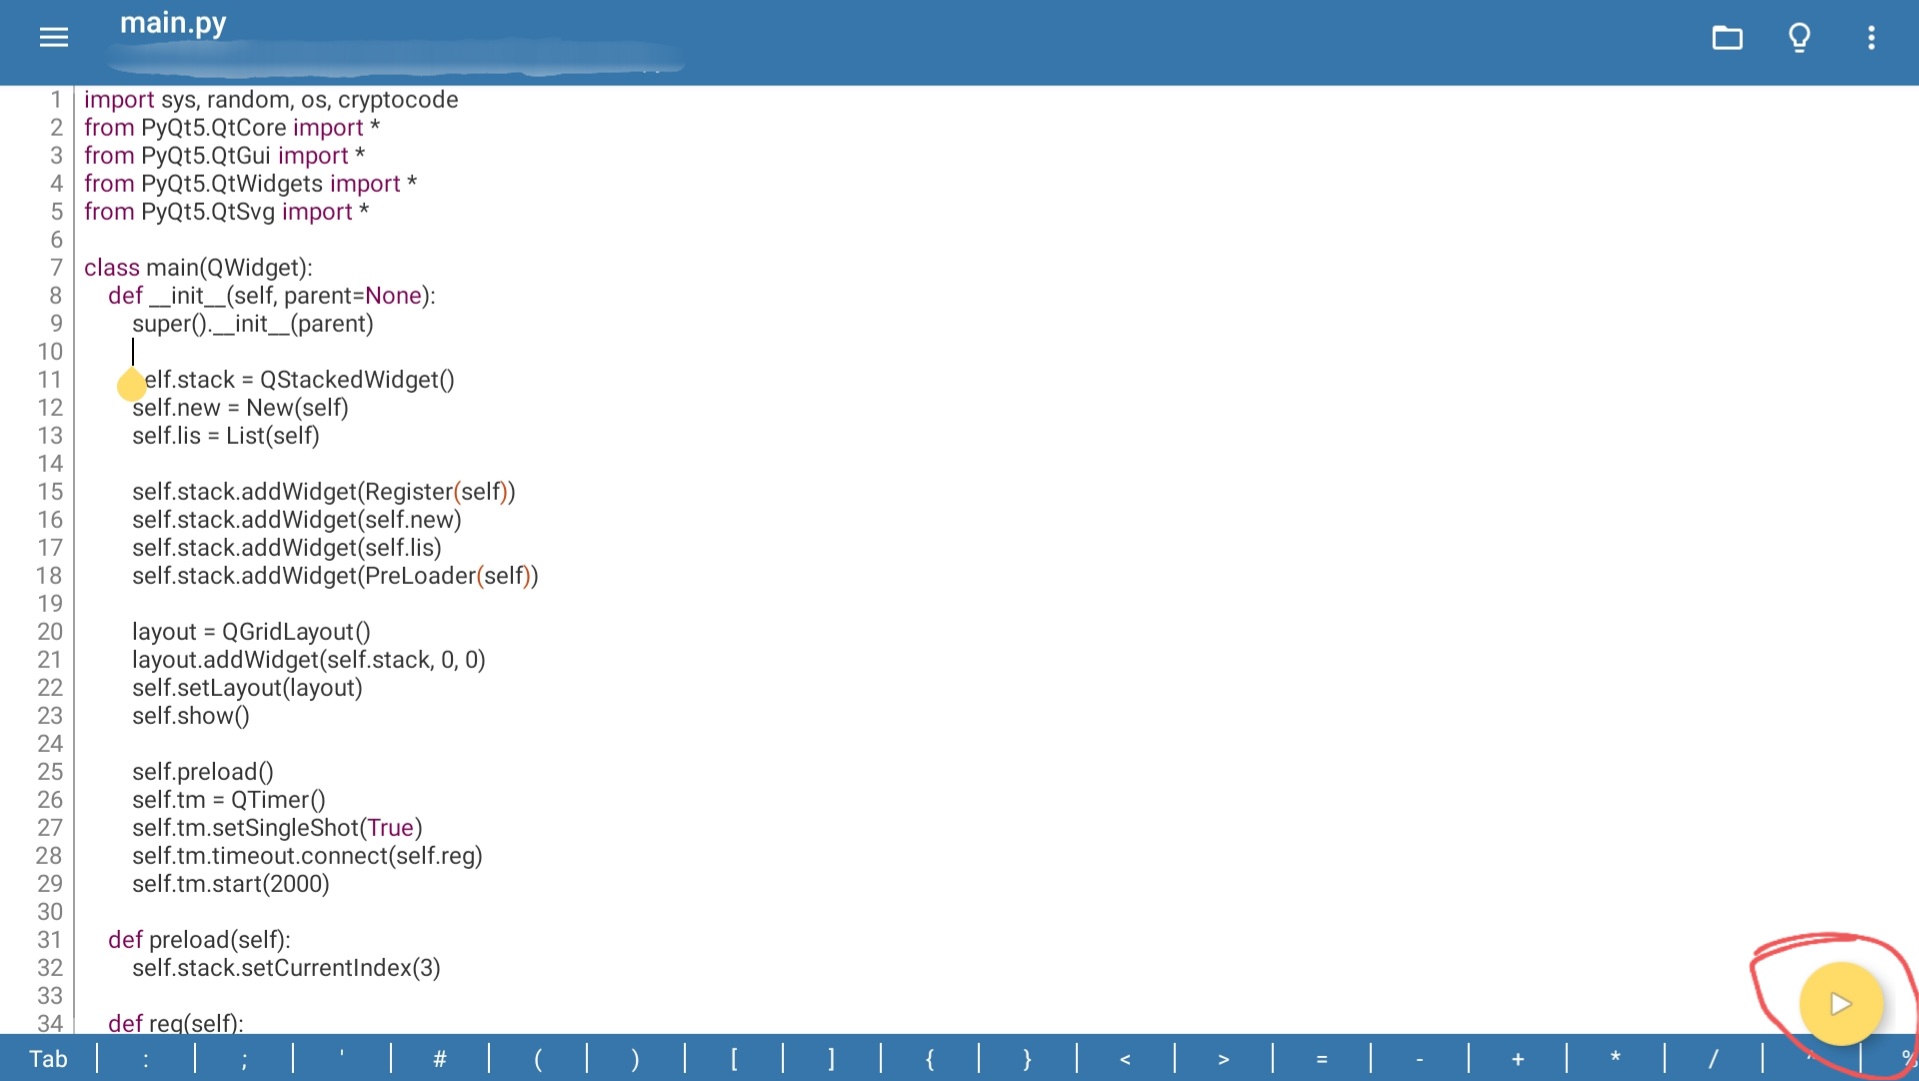 main.py
1 import sys, random, os, cryptocode
2 from PyQt5.QtCore import *
3 from PyQt5.QtGui import *
4 from PyQt5.QtWidgets import *
5 from PyQt5.QtSvg import *
6
7 class main(QWidget):
8 def __init__(self, parent=None):
9 super().__init__(parent)
10
11 elf.stack = QStackedWidget()
12 self.new = New(self)
13 self.lis = List(self)
14
15 self.stack.addWidget(Register(self))
16 self.stack.addWidget(self.new)
17 self.stack.addWidget(self.lis)
18 self.stack.addWidget(PreLoader(self))
19
20 layout = QGridLayout()
21 layout.addWidget(self.stack, 0, 0)
22 self.setLayout(layout)
23 self.show()
24
25 self.preload()
26 self.tm = QTimer()
27 self.tm.setSingleShot(True)
28 self.tm.timeout.connect(self.reg)
29 self.tm.start(2000)
30
31 def preload(self):
32 self.stack.setCurrentIndex(3)
33
34 def reg(self):
Tab : ; ' # ( ) [ ] { } < > = - + * / %